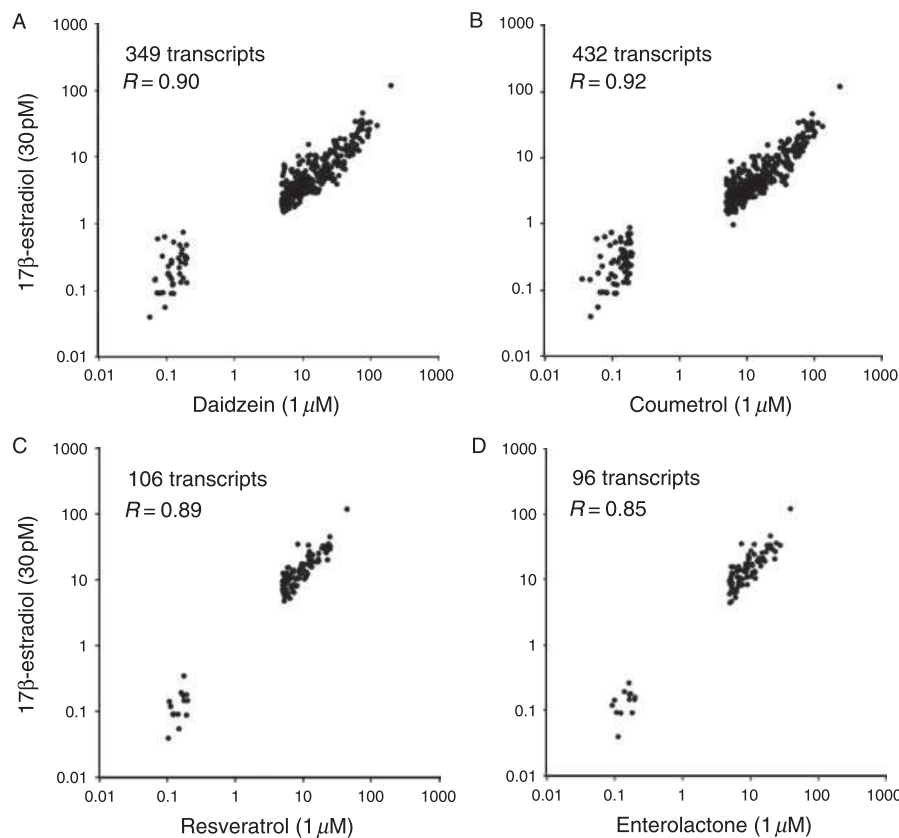 A
349 transcripts
R = 0.90
1000
100
10
1
0.1
0.01
17β-estradiol (30 pM)
0.01 0.1 1 10 100 1000
Daidzein (1 μM)
B
432 transcripts
R = 0.92
1000
100
10
1
0.1
0.01
0.01 0.1 1 10 100 1000
Coumetrol (1 μM)
C
106 transcripts
R = 0.89
1000
100
10
1
0.1
0.01
17β-estradiol (30 pM)
0.01 0.1 1 10 100 1000
Resveratrol (1 μM)
D
96 transcripts
R = 0.85
1000
100
10
1
0.1
0.01
0.01 0.1 1 10 100 1000
Enterolactone (1 μM)